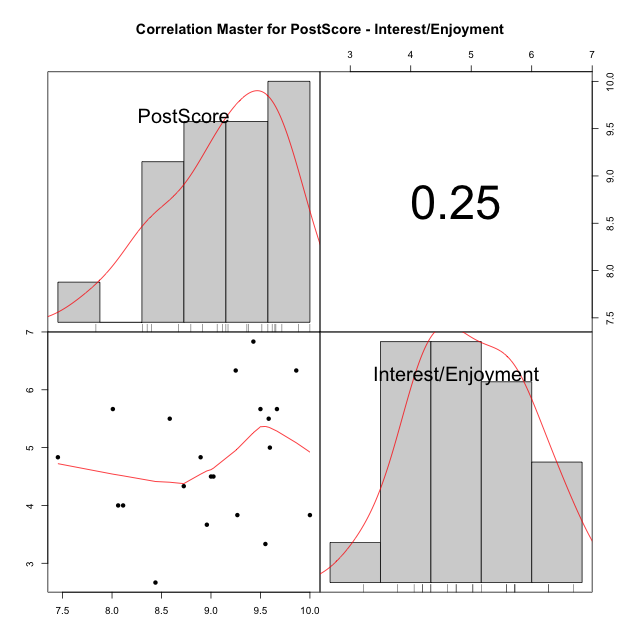 Correlation Master for PostScore - Interest/Enjoyment
3 4 5 6 7
PostScore
0.25
10.0
9.5
9.0
8.5
8.0
7.5
7
6
5
4
3
Interest/Enjoyment
7.5 8.0 8.5 9.0 9.5 10.0